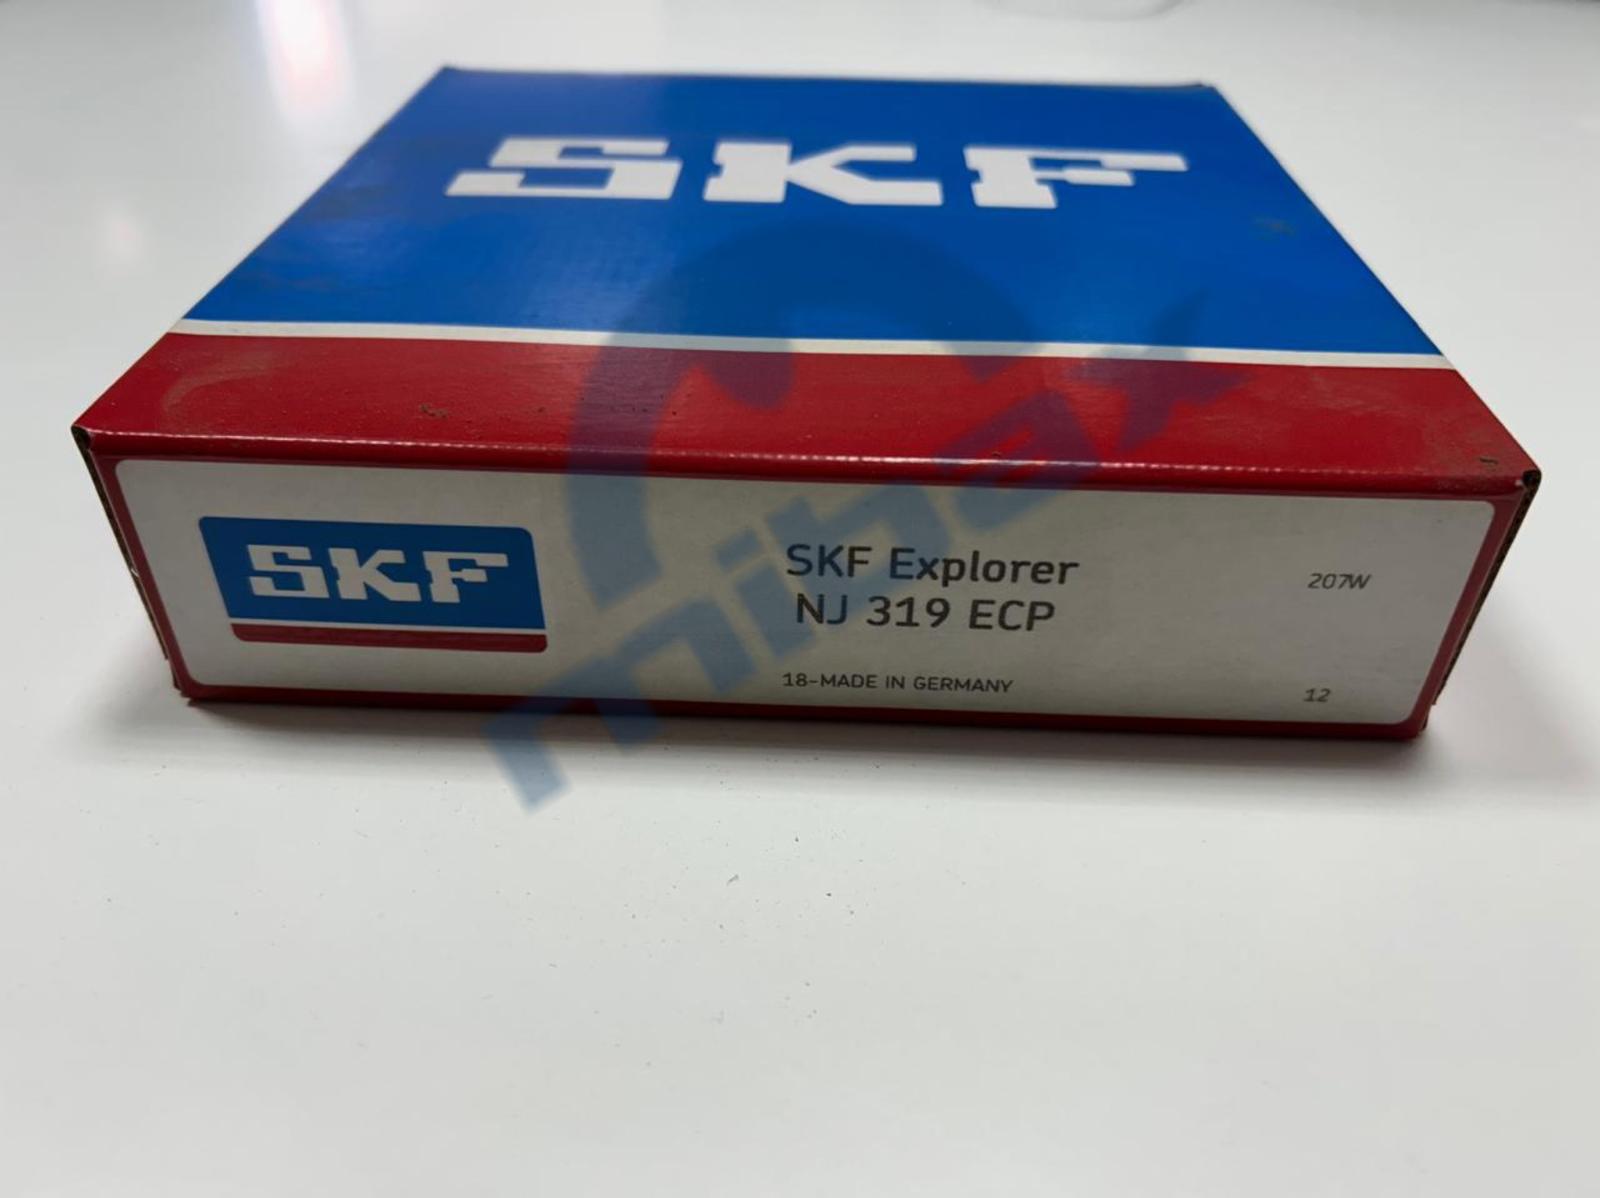 SKF
SKF
SKF Explorer
NJ 319 ECP
207W
18-MADE IN GERMANY
12